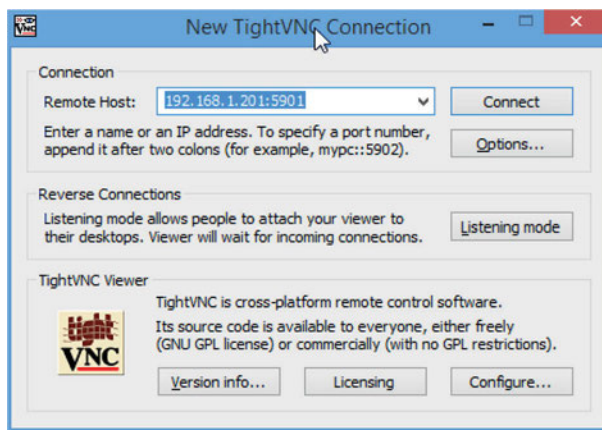 New TightVNC Connection
Connection
Remote Host: 192.168.1.201:5901 Connect
Enter a name or an IP address. To specify a port number,
append it after two colons (for example, mypc::5902). Options...
Reverse Connections
Listening mode allows people to attach your viewer to
their desktops. Viewer will wait for incoming connections. Listening mode
TightVNC Viewer
TightVNC is cross-platform remote control software.
Its source code is available to everyone, either freely
(GNU GPL license) or commercially (with no GPL restrictions).
tight
VNC
Version info... Licensing Configure...